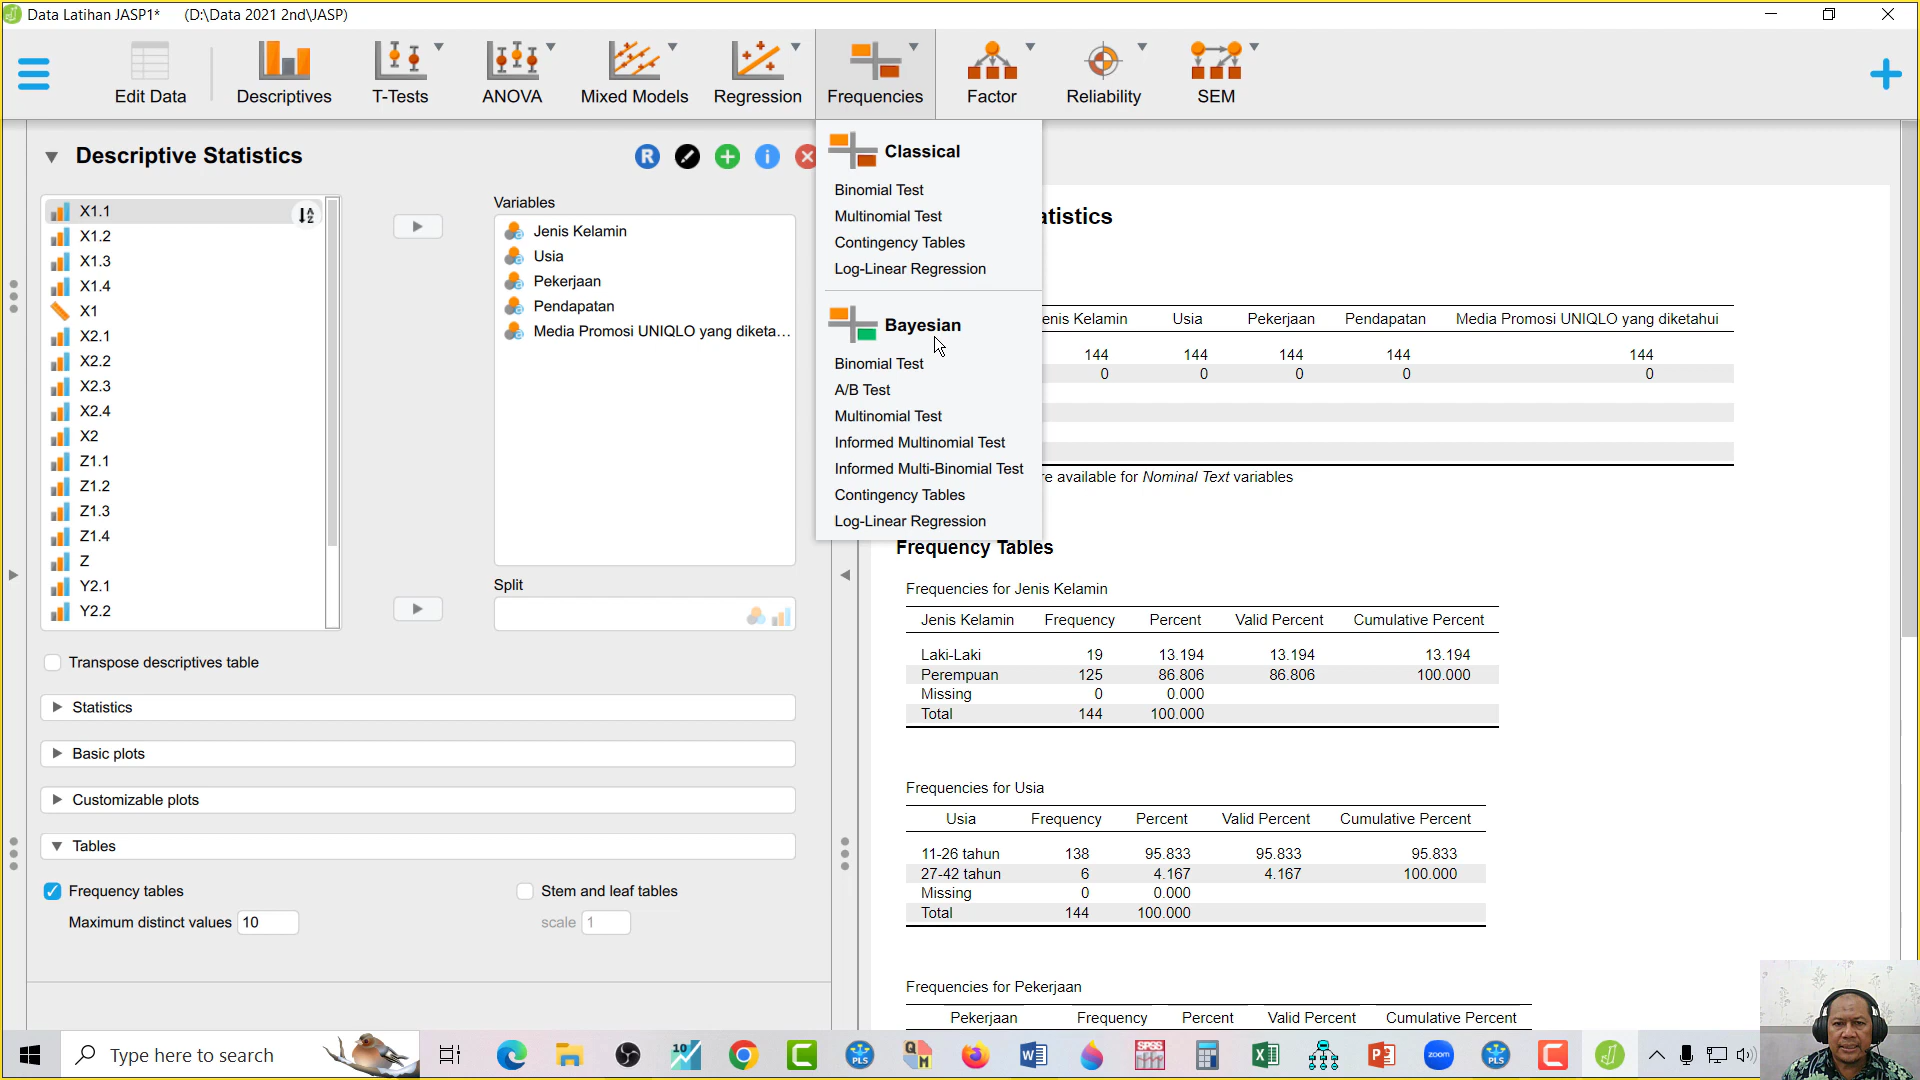 Data Latihan JASP1* (D:\Data 2021 2nd\JASP)
Edit Data
Descriptives
T-Tests
ANOVA
Mixed Models
Regression
Frequencies
Factor
Reliability
SEM
Descriptive Statistics
R
i
X1.1
X1.2
X1.3
X1.4
X1
X2.1
X2.2
X2.3
X2.4
X2
Z1.1
Z1.2
Z1.3
Z1.4
Z
Y2.1
Y2.2
Variables
Jenis Kelamin
Usia
Pekerjaan
Pendapatan
Media Promosi UNIQLO yang diketa...
Split
Transpose descriptives table
Statistics
Basic plots
Customizable plots
Tables
Frequency tables
Maximum distinct values 10
Stem and leaf tables
scale 1
Classical
Binomial Test
Multinomial Test
Contingency Tables
Log-Linear Regression
Bayesian
Binomial Test
A/B Test
Multinomial Test
Informed Multinomial Test
Informed Multi-Binomial Test
Contingency Tables
Log-Linear Regression
atistics
enis Kelamin Usia Pekerjaan Pendapatan Media Promosi UNIQLO yang diketahui
144 144 144 144 144
0 0 0 0 0
re available for Nominal Text variables
Frequency Tables
Frequencies for Jenis Kelamin
Jenis Kelamin Frequency Percent Valid Percent Cumulative Percent
Laki-Laki 19 13.194 13.194 13.194
Perempuan 125 86.806 86.806 100.000
Missing 0 0.000
Total 144 100.000
Frequencies for Usia
Usia Frequency Percent Valid Percent Cumulative Percent
11-26 tahun 138 95.833 95.833 95.833
27-42 tahun 6 4.167 4.167 100.000
Missing 0 0.000
Total 144 100.000
Frequencies for Pekerjaan
Pekerjaan Frequency Percent Valid Percent Cumulative Percent
Type here to search